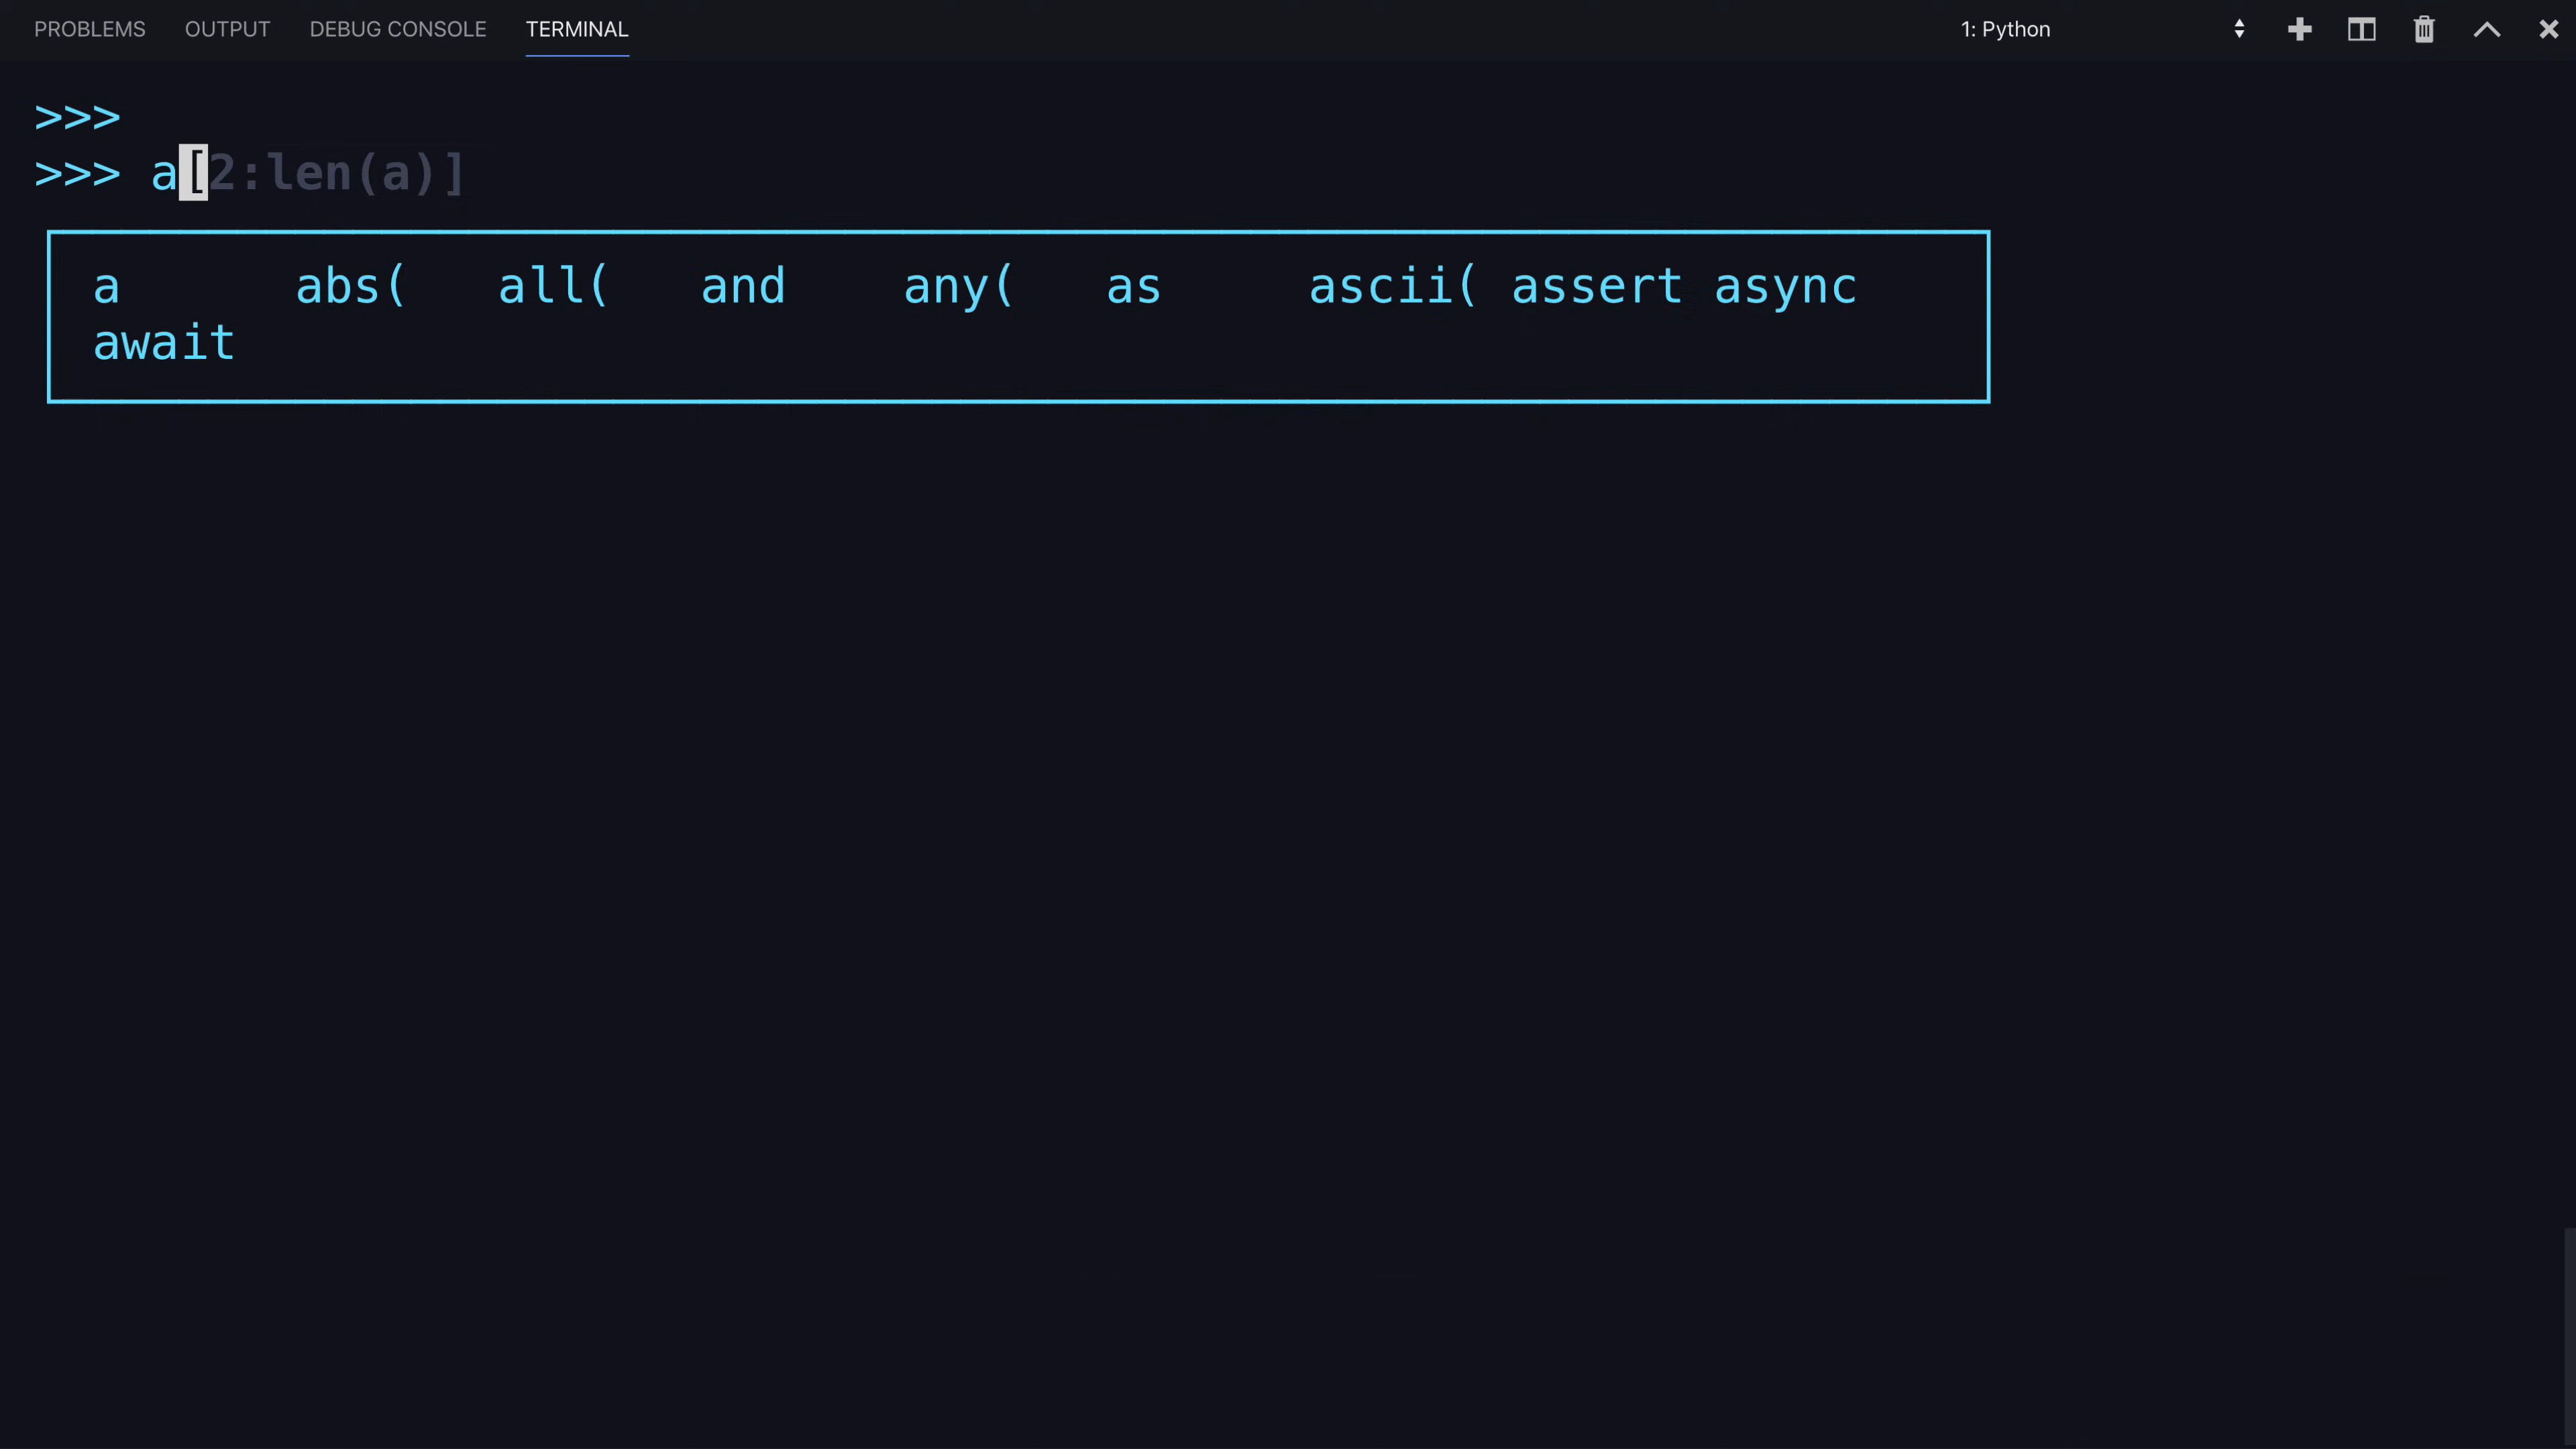 PROBLEMS OUTPUT DEBUG CONSOLE TERMINAL 1: Python
>>>
>>> a[2:len(a)]
a abs( all( and any( as ascii( assert async
await